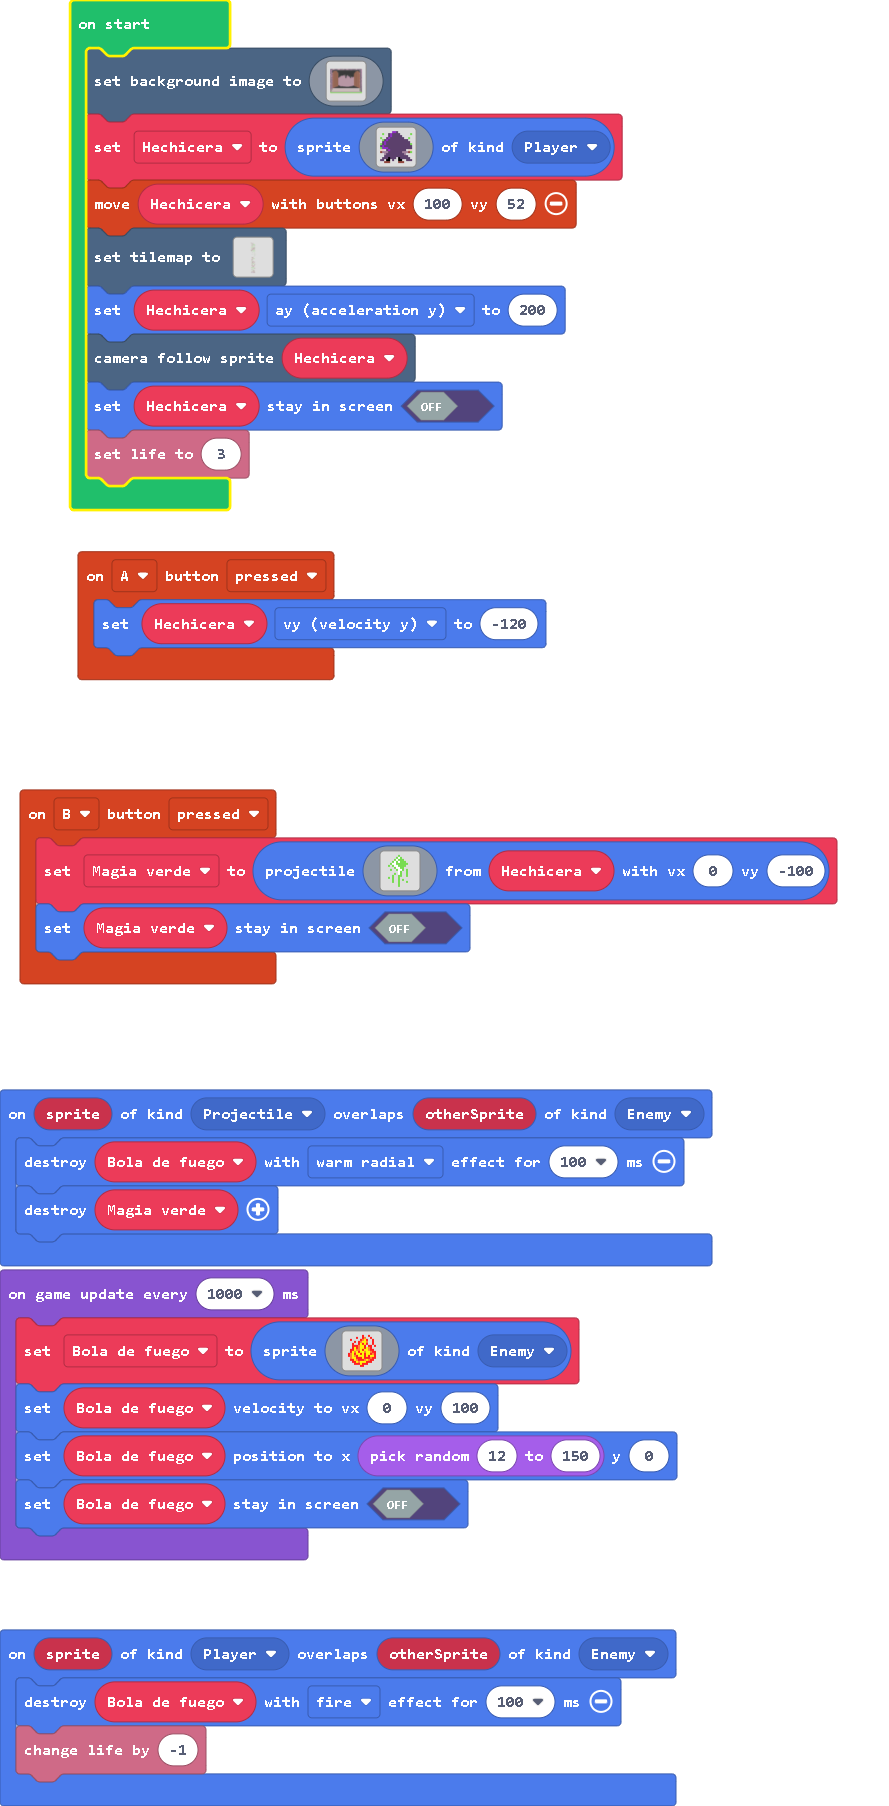 on start
set background image to
set Hechicera to sprite of kind Player
move Hechicera with buttons vx 100 vy 52
set tilemap to
set Hechicera ay (acceleration y) to 200
camera follow sprite Hechicera
set Hechicera stay in screen OFF
set life to 3
on A button pressed
set Hechicera vy (velocity y) to -120
on B button pressed
set Magia verde to projectile from Hechicera with vx 0 vy -100
set Magia verde stay in screen OFF
on sprite of kind Projectile overlaps otherSprite of kind Enemy
destroy Bola de fuego with warm radial effect for 100 ms
destroy Magia verde
on game update every 1000 ms
set Bola de fuego to sprite of kind Enemy
set Bola de fuego velocity to vx 0 vy 100
set Bola de fuego position to x pick random 12 to 150 y 0
set Bola de fuego stay in screen OFF
on sprite of kind Player overlaps otherSprite of kind Enemy
destroy Bola de fuego with fire effect for 100 ms
change life by -1